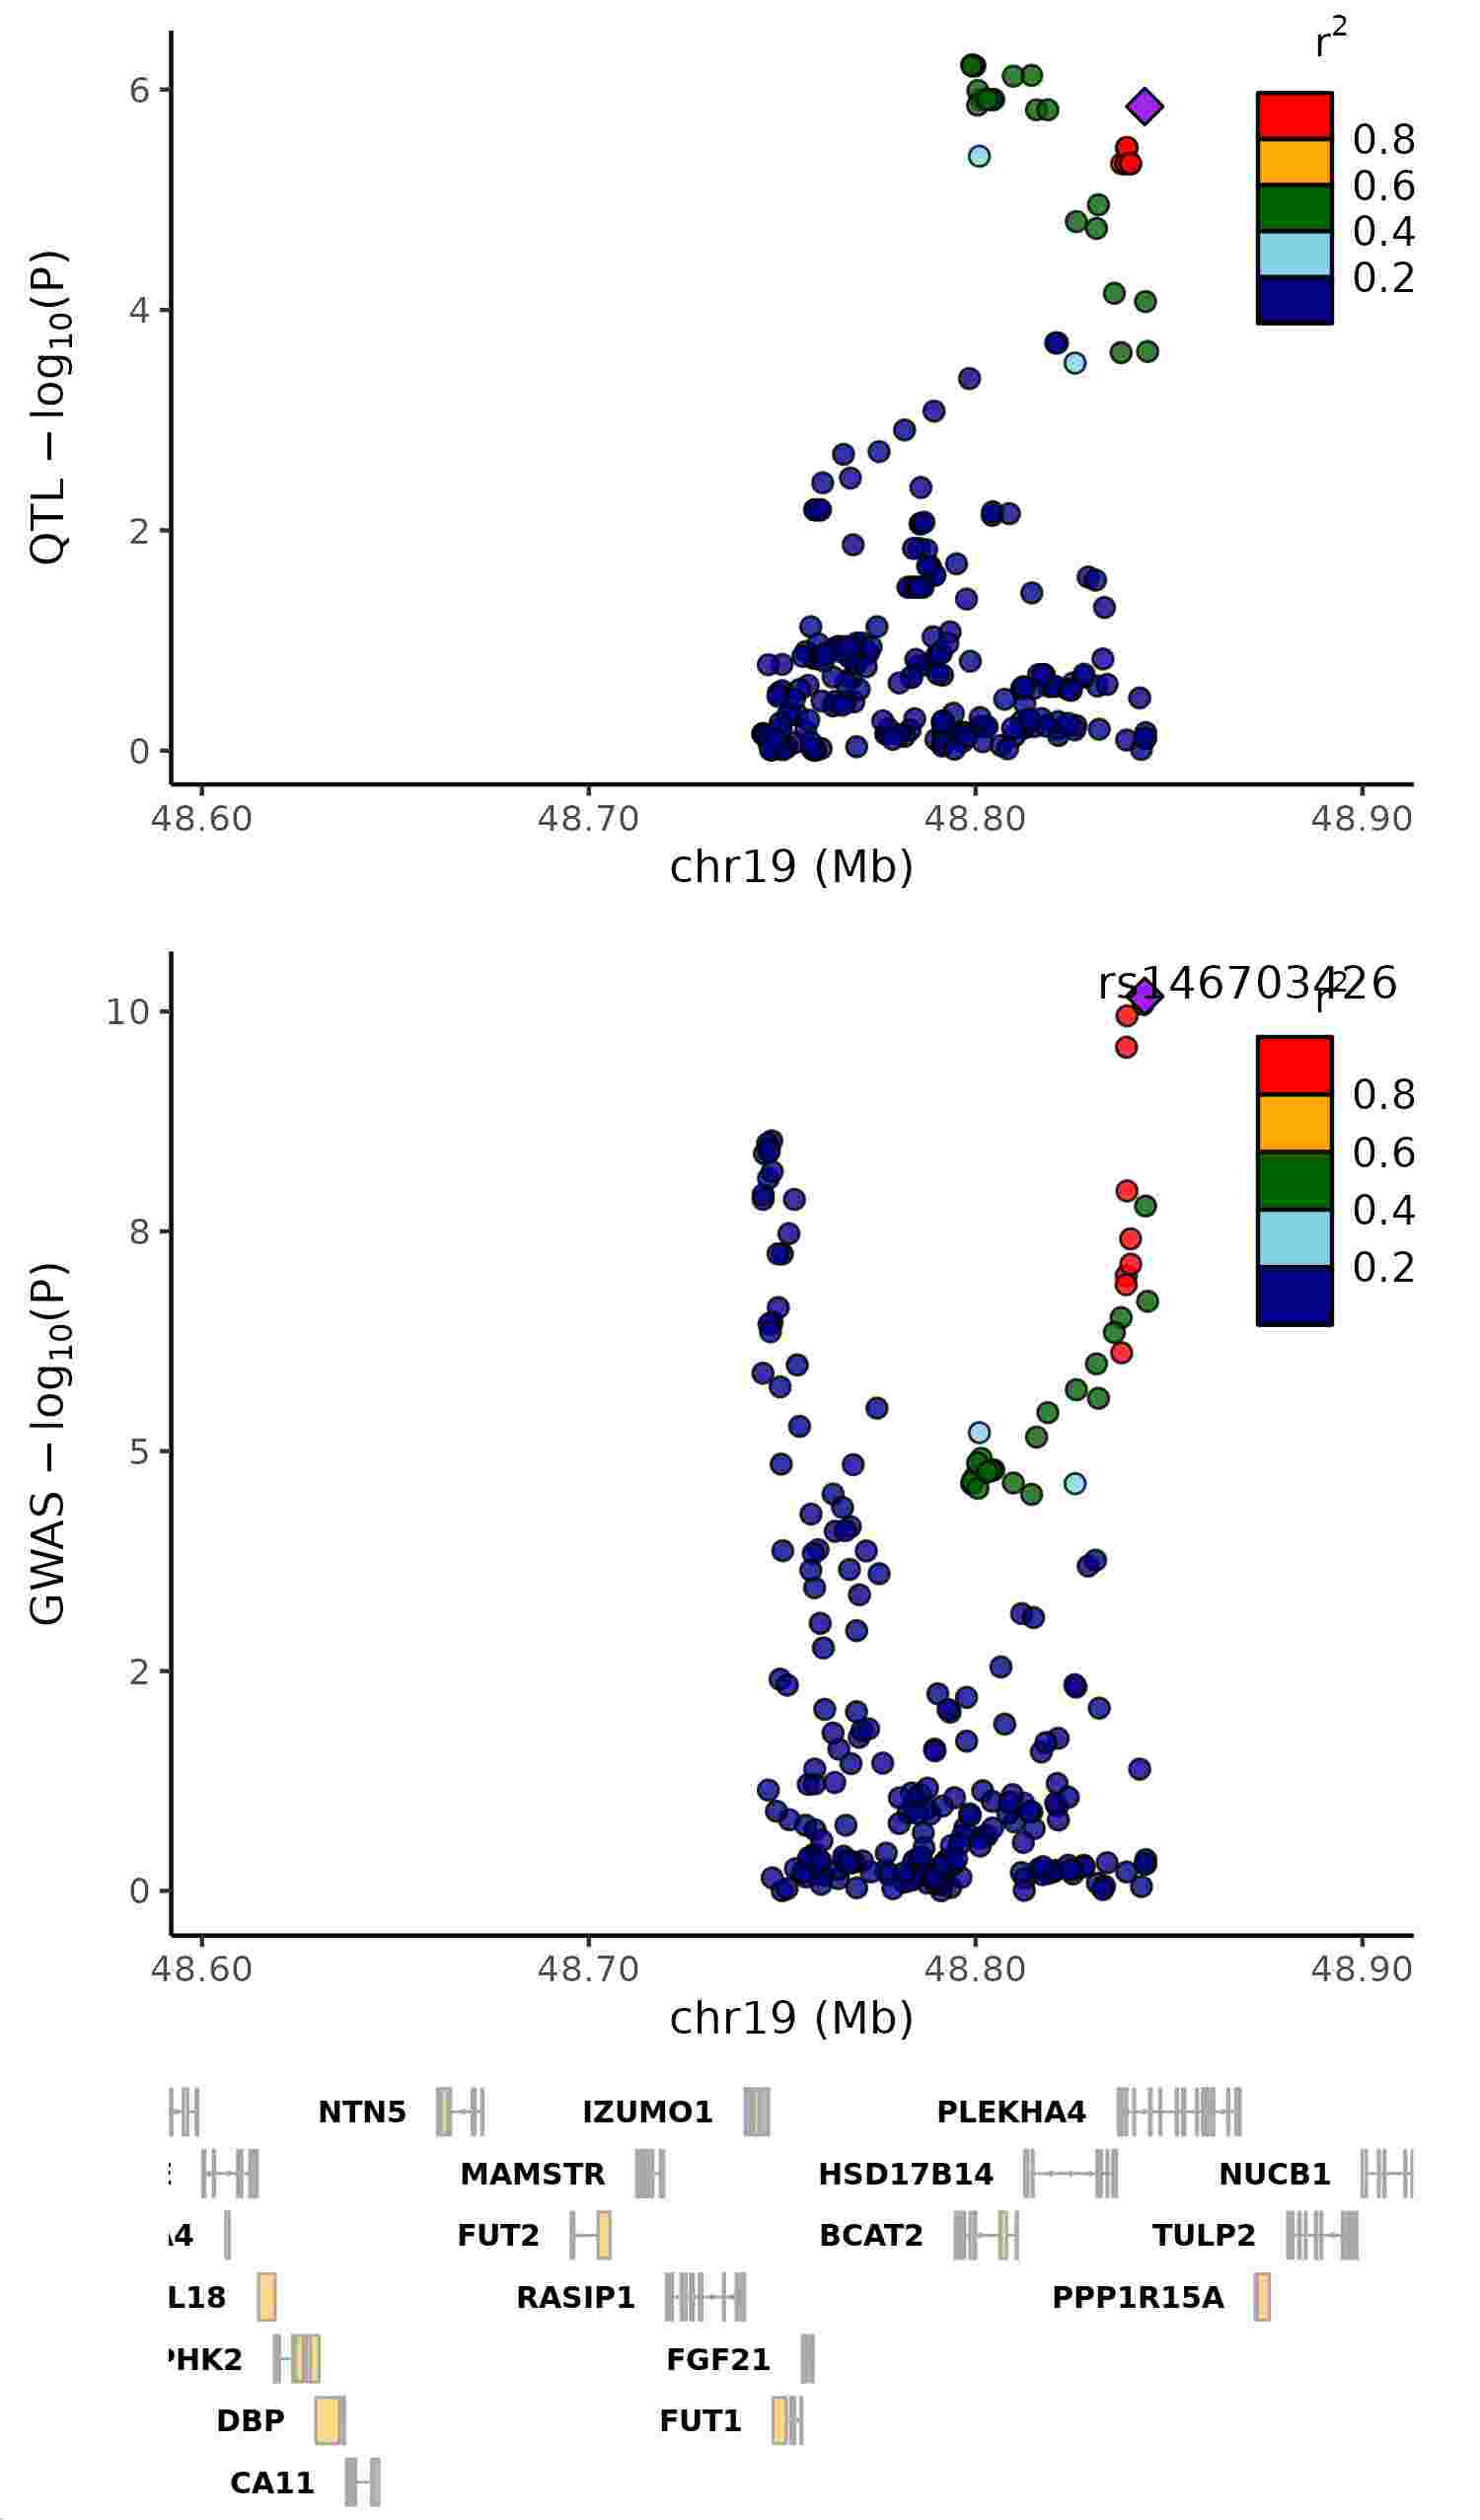 r²
6
4
2
0
QTL − log₁₀(P)
0.8
0.6
0.4
0.2
48.60 48.70 48.80 48.90
chr19 (Mb)
rs146703426
r²
10
8
5
2
0
GWAS − log₁₀(P)
0.8
0.6
0.4
0.2
48.60 48.70 48.80 48.90
chr19 (Mb)
NTN5 IZUMO1 PLEKHA4
MAMSTR HSD17B14 NUCB1
FUT2 BCAT2 TULP2
L18 RASIP1 PPP1R15A
PHK2 FGF21
DBP FUT1
CA11